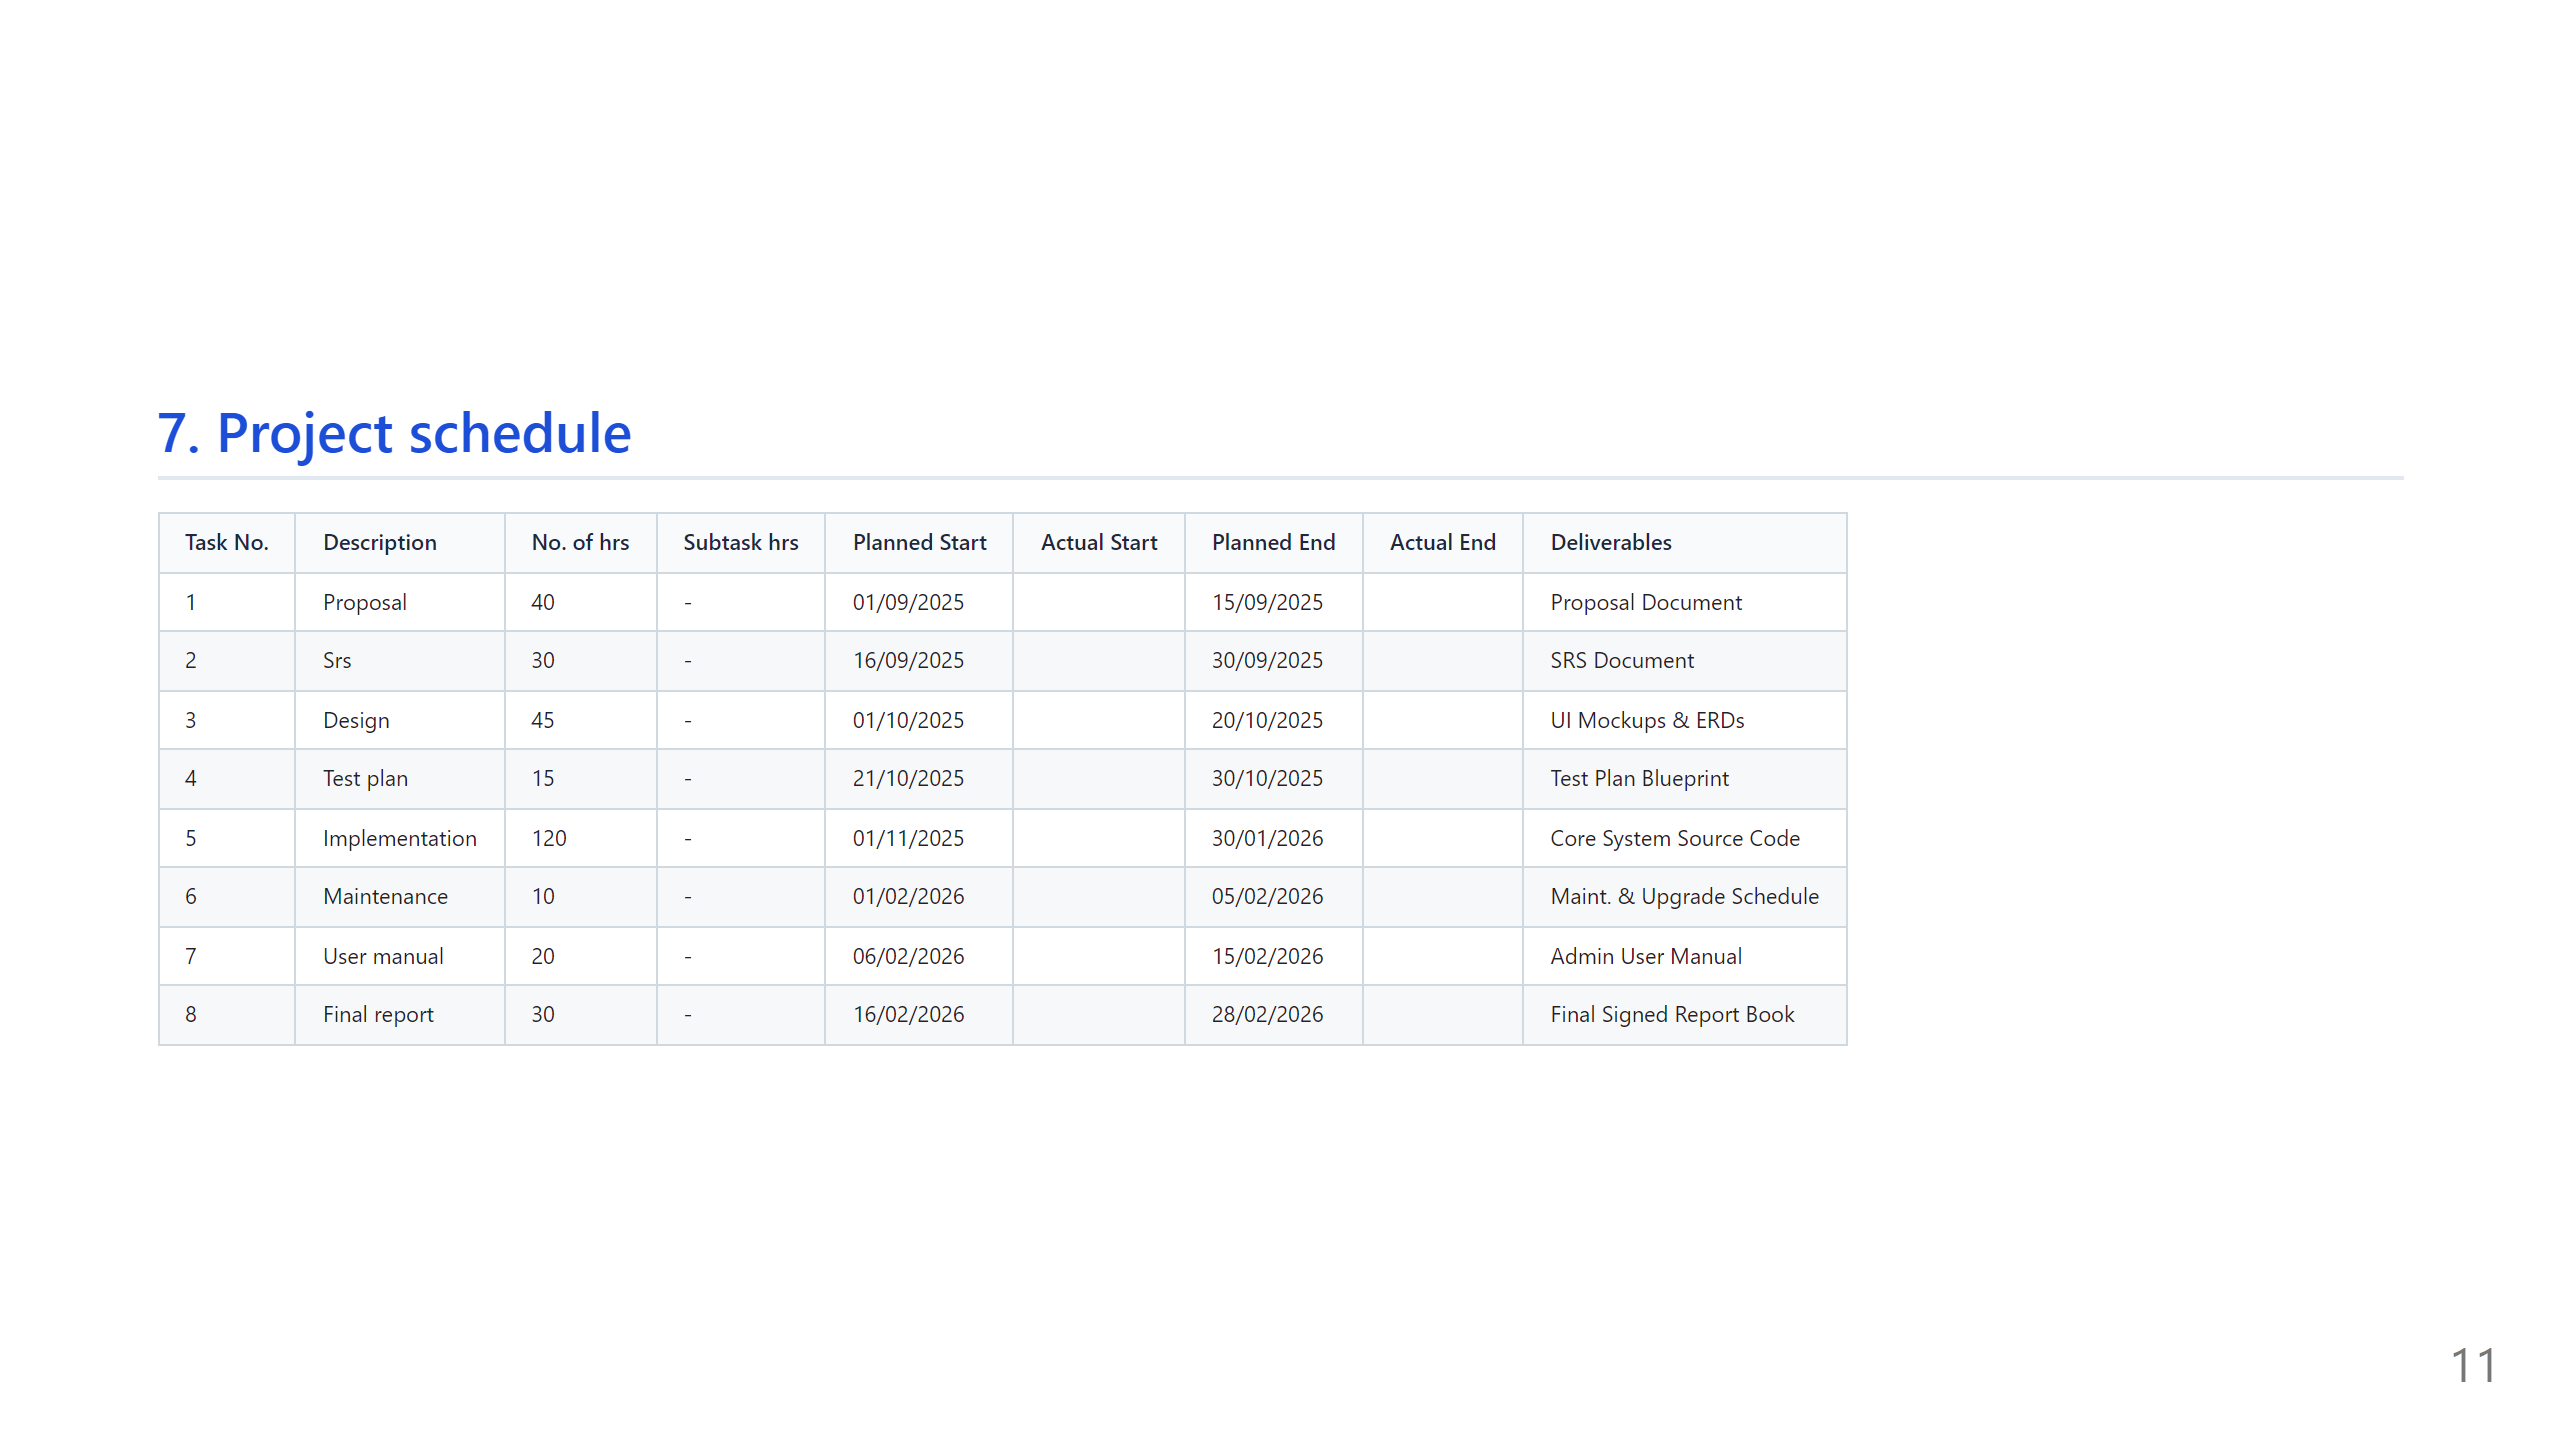 7. Project schedule
Task No. Description No. of hrs Subtask hrs Planned Start Actual Start Planned End Actual End Deliverables
1 Proposal 40 - 01/09/2025 15/09/2025 Proposal Document
2 Srs 30 - 16/09/2025 30/09/2025 SRS Document
3 Design 45 - 01/10/2025 20/10/2025 UI Mockups & ERDs
4 Test plan 15 - 21/10/2025 30/10/2025 Test Plan Blueprint
5 Implementation 120 - 01/11/2025 30/01/2026 Core System Source Code
6 Maintenance 10 - 01/02/2026 05/02/2026 Maint. & Upgrade Schedule
7 User manual 20 - 06/02/2026 15/02/2026 Admin User Manual
8 Final report 30 - 16/02/2026 28/02/2026 Final Signed Report Book
11